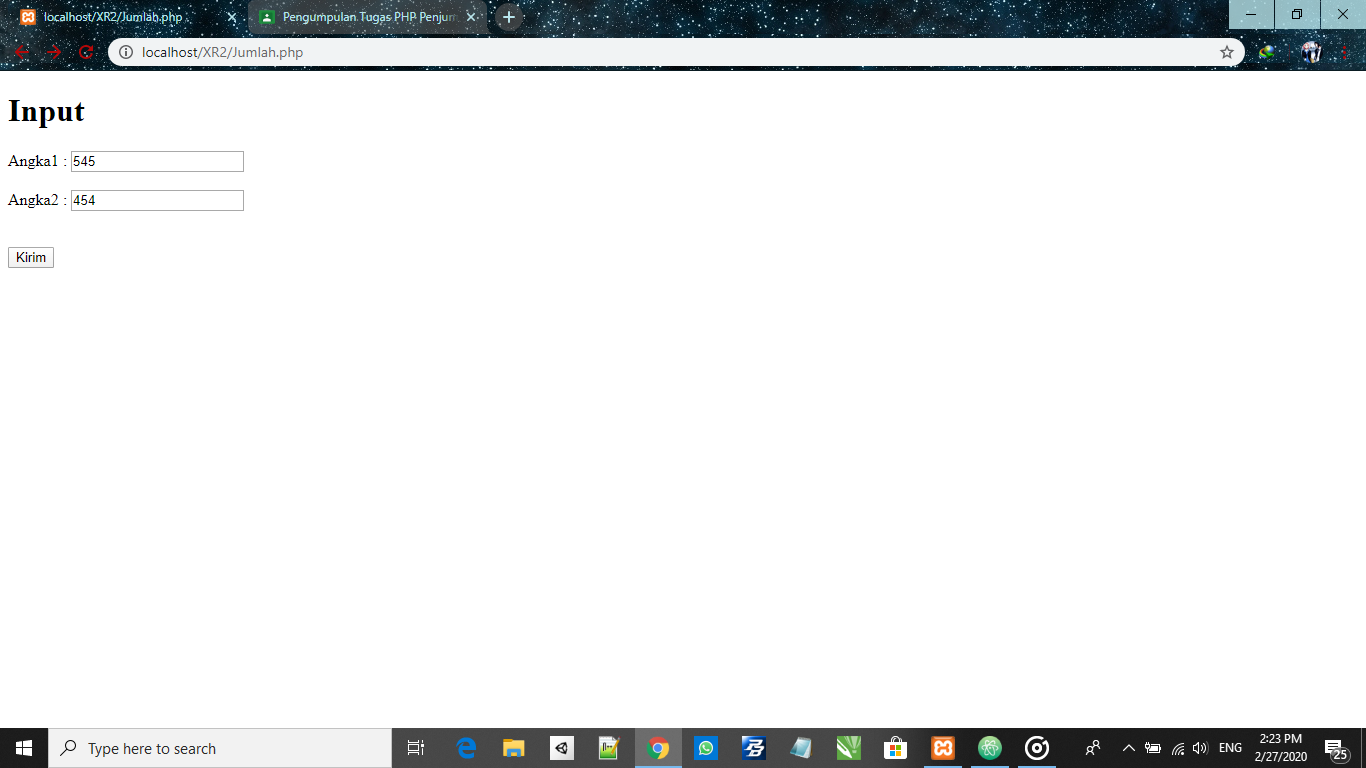 localhost/XR2/Jumlah.php
Pengumpulan Tugas PHP Penjum
localhost/XR2/Jumlah.php
Input
Angka1 : 545
Angka2 : 454
Kirim
Type here to search
ENG
2:23 PM
2/27/2020
25